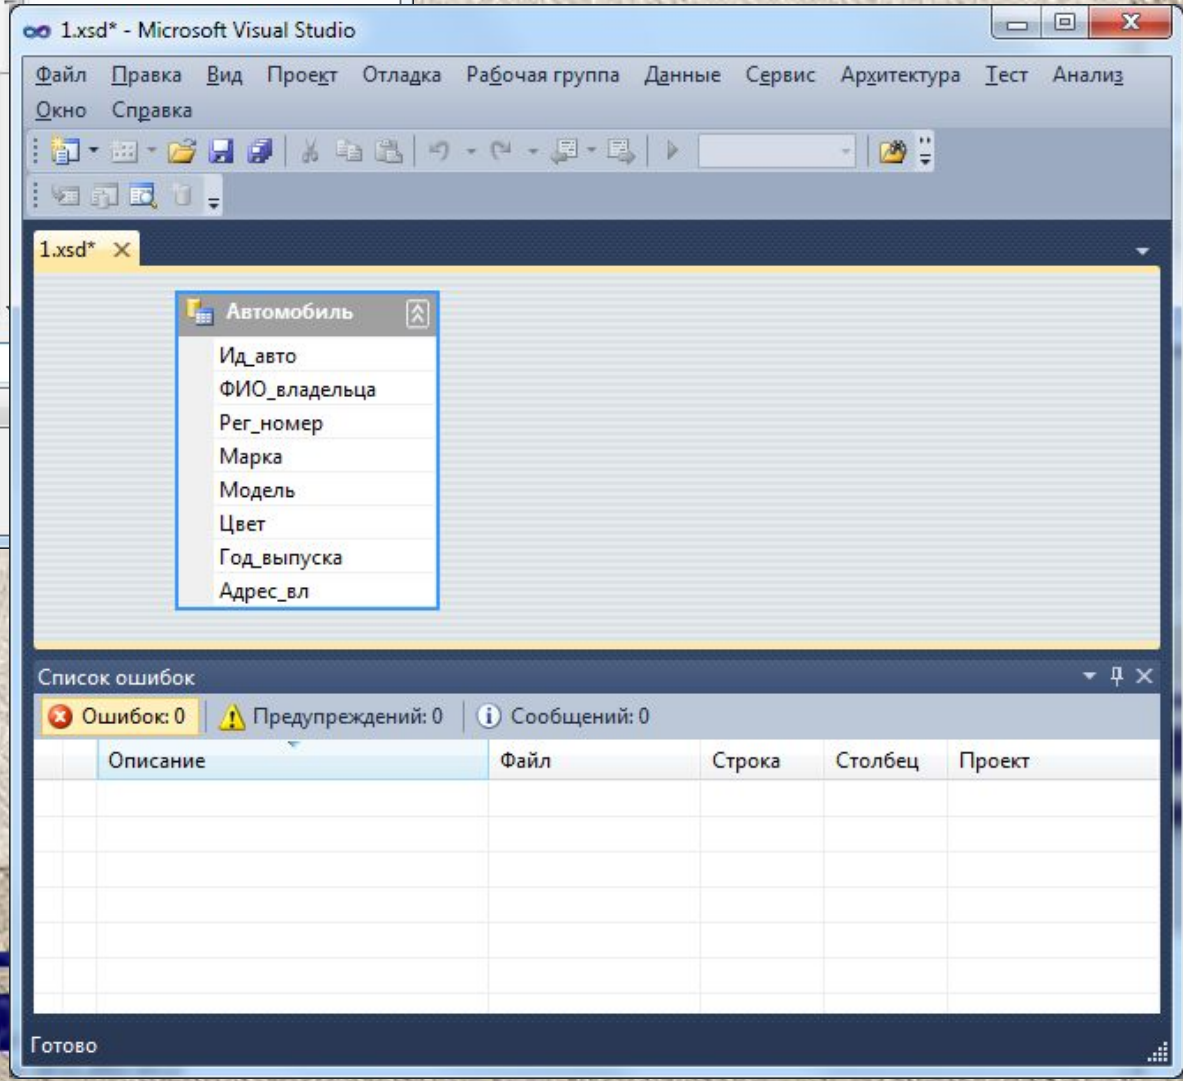 1.xsd* - Microsoft Visual Studio
Файл Правка Вид Проект Отладка Рабочая группа Данные Сервис Архитектура Тест Анализ
Окно Справка
1.xsd*
Автомобиль
Ид_авто
ФИО_владельца
Рег_номер
Марка
Модель
Цвет
Год_выпуска
Адрес_вл
Список ошибок
Ошибок: 0 Предупреждений: 0 Сообщений: 0
Описание Файл Строка Столбец Проект
Готово